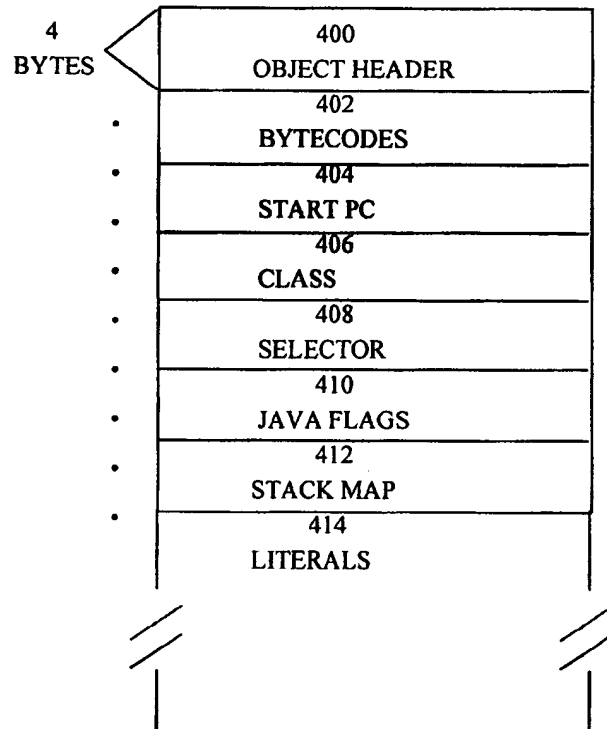 4
BYTES
400
OBJECT HEADER
402
BYTECODES
404
START PC
406
CLASS
408
SELECTOR
410
JAVA FLAGS
412
STACK MAP
414
LITERALS